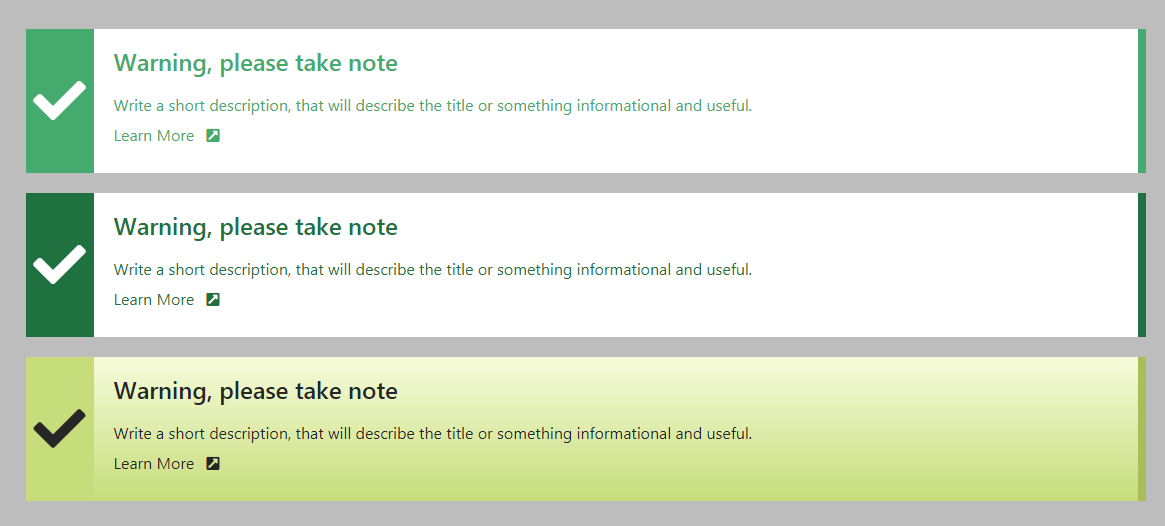 Warning, please take note
Write a short description, that will describe the title or something informational and useful.
Learn More
Warning, please take note
Write a short description, that will describe the title or something informational and useful.
Learn More
Warning, please take note
Write a short description, that will describe the title or something informational and useful.
Learn More